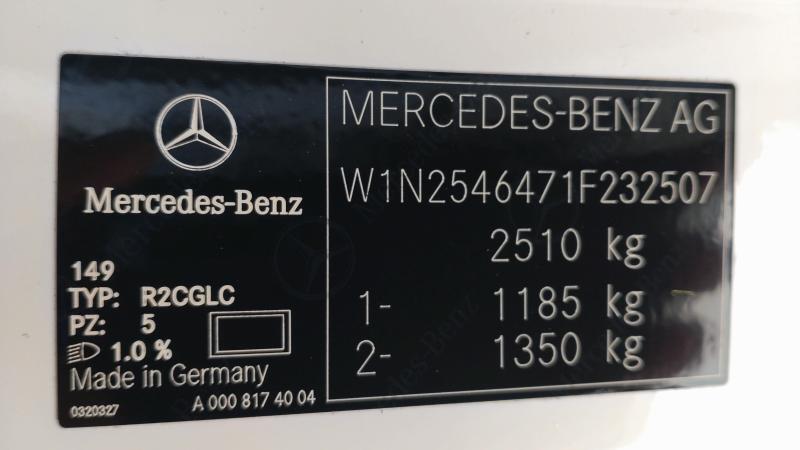 Mercedes-Benz
149
TYP: R2CGLC
PZ: 5
1.0 %
Made in Germany
0320327
A 000 817 40 04
MERCEDES-BENZ AG
W1N2546471F232507
2510 kg
1- 1185 kg
2- 1350 kg